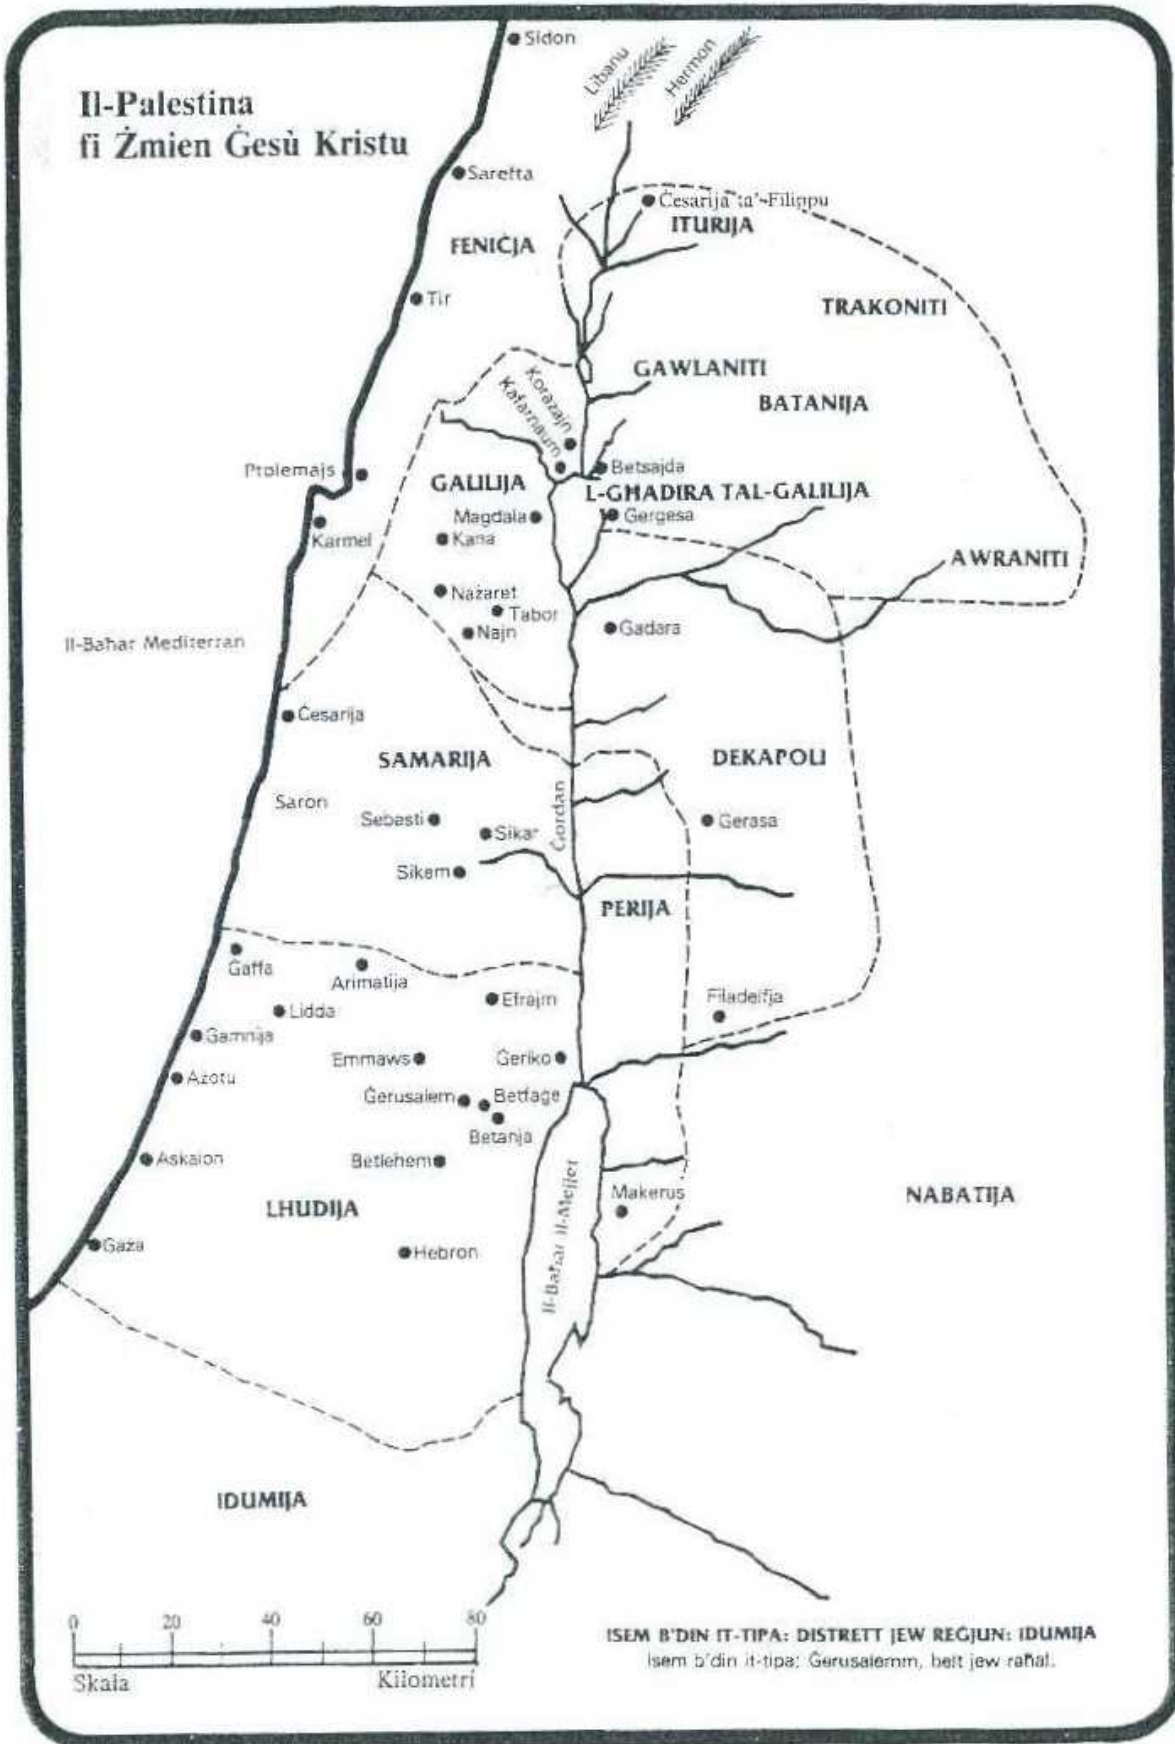 Il-Palestina
fi Żmien Ġesù Kristu
Sidon
Libanu
Hermon
Sarefta
Ċesarija ta'-Filippu
ITURIJA
FENIĊJA
Tir
TRAKONITI
GAWLANITI
BATANIJA
Korazajn
Kafarnaum
Ptolemajs
Betsajda
GALILIJA
L-GĦADIRA TAL-GALILIJA
Magdala
Gergesa
Karmel
Kana
AWRANITI
Nażaret
Tabor
Najn
Gadara
Il-Baħar Mediterran
Ċesarija
SAMARIJA
DEKAPOLI
Saron
Ġordan
Sebasti
Sikar
Gerasa
Sikem
PERIJA
Ġaffa
Arimatija
Efrajm
Filadelfja
Lidda
Ġamnija
Emmaws
Ġeriko
Ażotu
Ġerusalem
Betfage
Betanja
Askalon
Betlehem
Il-Baħar il-Mejjet
Makerus
NABATIJA
LHUDIJA
Gaża
Hebron
IDUMIJA
0 20 40 60 80
Skala
Kilometri
ISEM B'DIN IT-TIPA: DISTRETT JEW REĠJUN: IDUMIJA
Isem b'din it-tipa: Ġerusalemm, belt jew raħal.